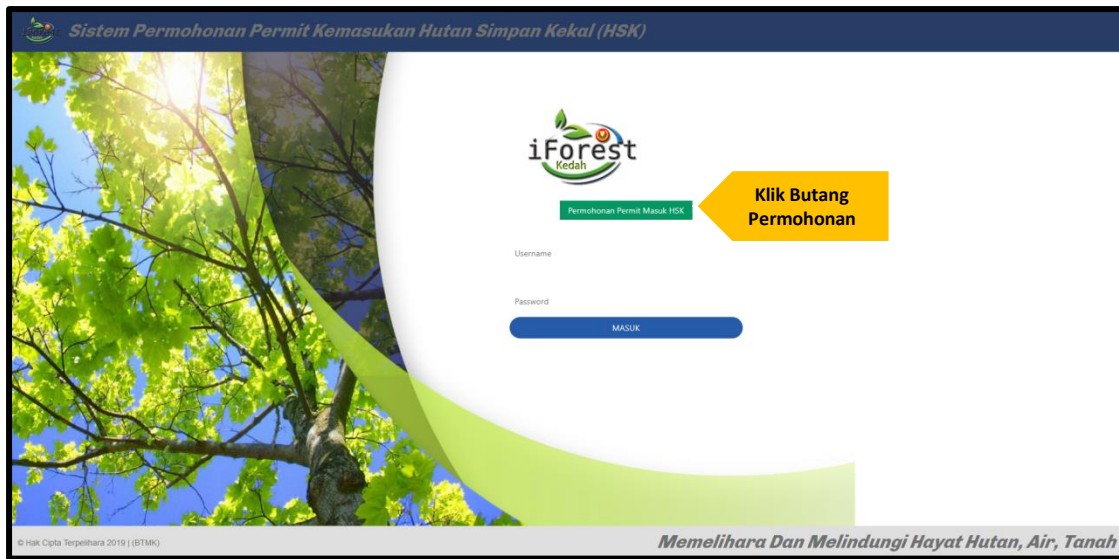 Sistem Permohonan Permit Kemasukan Hutan Simpan Kekal (HSK)
iForest
Kedah
Permohonan Permit Masuk HSK
Klik Butang
Permohonan
Username
Password
MASUK
© Hak Cipta Terpelihara 2019 | (BTMK)
Memelihara Dan Melindungi Hayat Hutan, Air, Tanah